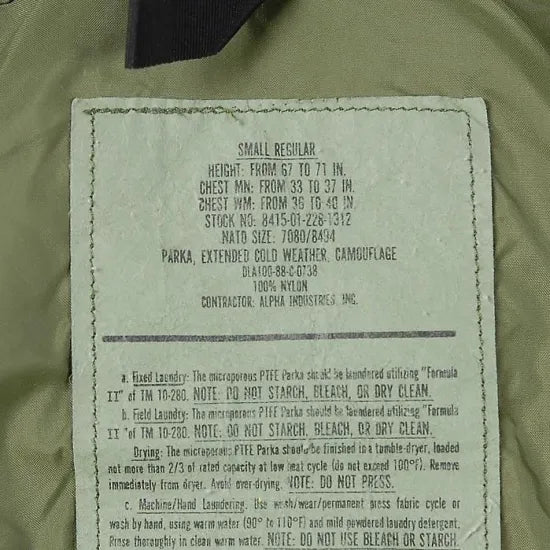 SMALL REGULAR
HEIGHT: FROM 67 TO 71 IN.
CHEST MN: FROM 33 TO 37 IN.
CHEST WM: FROM 36 TO 40 IN.
STOCK NO: 8415-01-228-1312
NATO SIZE: 7080/8494
PARKA, EXTENDED COLD WEATHER, CAMOUFLAGE
DLA100-88-C-0738
100% NYLON
CONTRACTOR: ALPHA INDUSTRIES, INC.
a. Fixed Laundry: The microporous PTFE Parka should be laundered utilizing "Formula
II" of TM 10-280. NOTE: DO NOT STARCH, BLEACH, OR DRY CLEAN.
b. Field Laundry: The microporous PTFE Parka should be laundered utilizing "Formula
II "of TM 10-280. NOTE: DO NOT STARCH, BLEACH, OR DRY CLEAN.
Drying: The microporous PTFE Parka should be finished in a tumble-dryer, loaded
not more than 2/3 of rated capacity at low heat cycle (do not exceed 100°F). Remove
immediately from dryer. Avoid over-drying. NOTE: DO NOT PRESS.
c. Machine/Hand Laundering. Use wash/wear/permanent press fabric cycle or
wash by hand, using warm water (90° to 110°F) and mild powdered laundry detergent.
Rinse thoroughly in clean warm water. NOTE: DO NOT USE BLEACH OR STARCH.